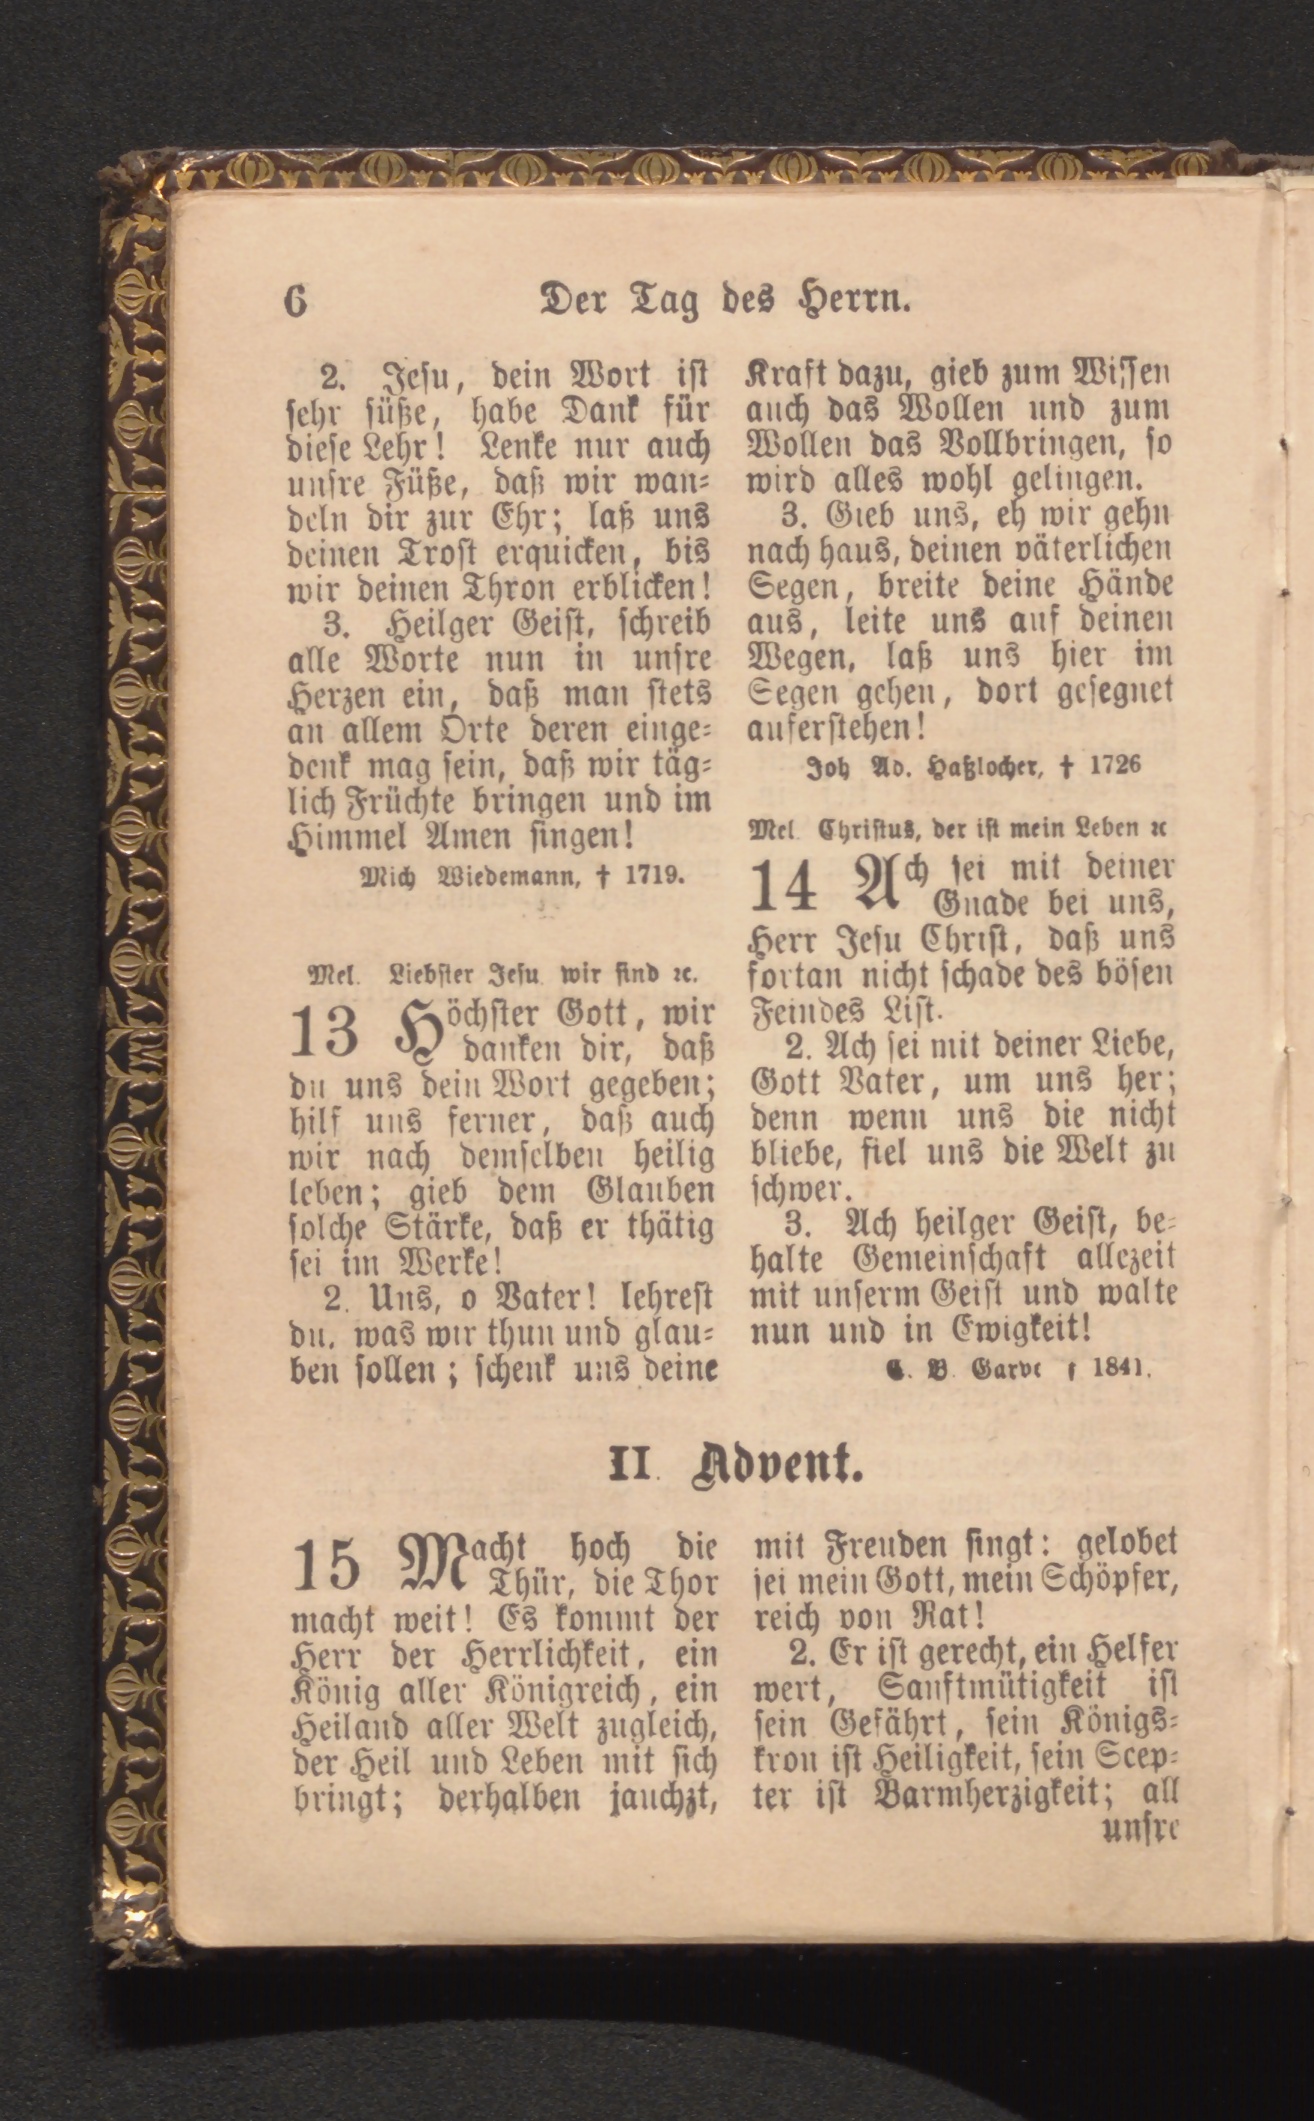 6 Der Tag des Herrn.
2. Jesu, dein Wort ist
sehr süße, habe Dank für
diese Lehr! Lenke nur auch
unsre Füße, daß wir wan⸗
deln dir zur Ehr; laß uns
deinen Trost erquicken, bis
wir deinen Thron erblicken!
3. Heilger Geist, schreib
alle Worte nun in unsre
Herzen ein, daß man stets
an allem Orte deren einge⸗
denk mag sein, daß wir täg⸗
lich Früchte bringen und im
Himmel Amen singen!
Mich Wiedemann, † 1719.
Mel. Liebster Jesu wir sind ꝛc.
13 Höchster Gott, wir
danken dir, daß
du uns dein Wort gegeben;
hilf uns ferner, daß auch
wir nach demselben heilig
leben; gieb dem Glauben
solche Stärke, daß er thätig
sei im Werke!
2. Uns, o Vater! lehrest
du, was wir thun und glau⸗
ben sollen; schenk uns deine
Kraft dazu, gieb zum Wissen
auch das Wollen und zum
Wollen das Vollbringen, so
wird alles wohl gelingen.
3. Gieb uns, eh wir gehn
nach haus, deinen väterlichen
Segen, breite deine Hände
aus, leite uns auf deinen
Wegen, laß uns hier im
Segen gehen, dort gesegnet
auferstehen!
Joh Ad. Haßlocher, † 1726
Mel. Christus, der ist mein Leben ꝛc
14 Ach sei mit deiner
Gnade bei uns,
Herr Jesu Christ, daß uns
fortan nicht schade des bösen
Feindes List.
2. Ach sei mit deiner Liebe,
Gott Vater, um uns her;
denn wenn uns die nicht
bliebe, fiel uns die Welt zu
schwer.
3. Ach heilger Geist, be⸗
halte Gemeinschaft allezeit
mit unserm Geist und walte
nun und in Ewigkeit!
C. B. Garve † 1841.
II. Advent.
15 Macht hoch die
Thür, die Thor
macht weit! Es kommt der
Herr der Herrlichkeit, ein
König aller Königreich, ein
Heiland aller Welt zugleich,
der Heil und Leben mit sich
bringt; derhalben jauchzt,
mit Freuden singt: gelobet
sei mein Gott, mein Schöpfer,
reich von Rat!
2. Er ist gerecht, ein Helfer
wert, Sanftmütigkeit ist
sein Gefährt, sein Königs⸗
kron ist Heiligkeit, sein Scep⸗
ter ist Barmherzigkeit; all
unsre